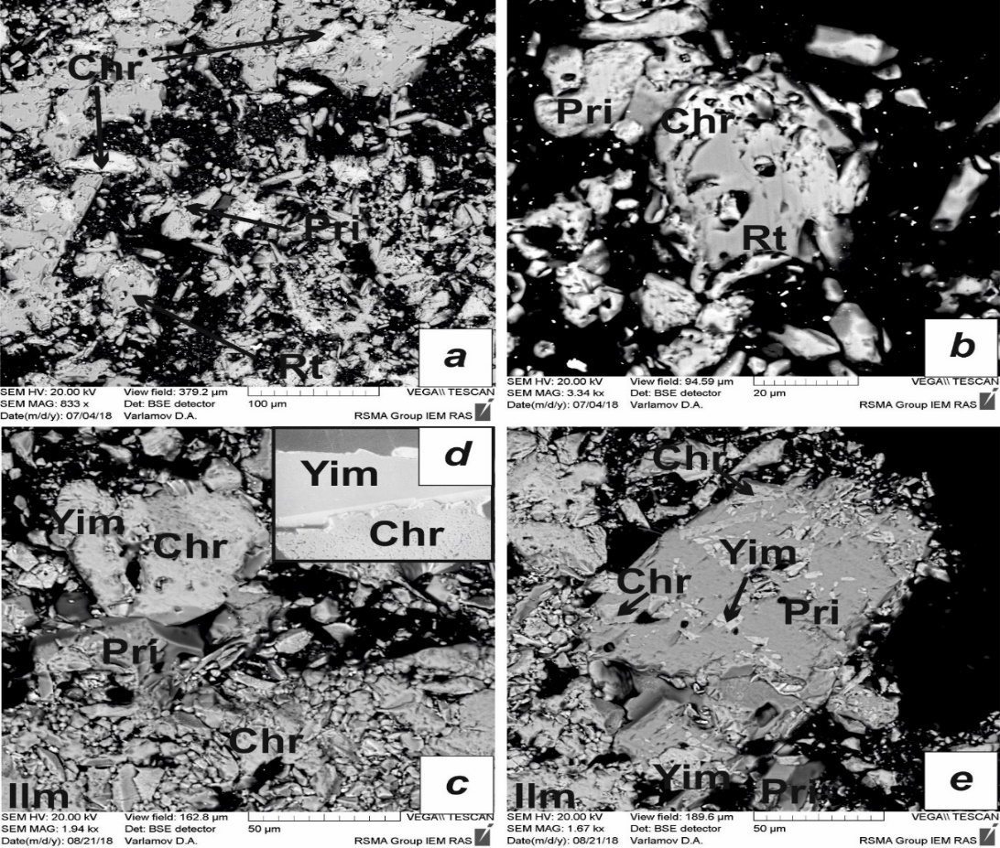 Chr
Pri
Rt
a
SEM HV: 20.00 kV View field: 379.2 µm VEGA\\ TESCAN
SEM MAG: 833 x Det: BSE detector 100 µm
Date(m/d/y): 07/04/18 Varlamov D.A. RSMA Group IEM RAS
Pri
Chr
Rt
b
SEM HV: 20.00 kV View field: 94.59 µm VEGA\\ TESCAN
SEM MAG: 3.34 kx Det: BSE detector 20 µm
Date(m/d/y): 07/04/18 Varlamov D.A. RSMA Group IEM RAS
Yim
Chr
Pri
Chr
Ilm
c
d
Yim
Chr
SEM HV: 20.00 kV View field: 162.8 µm VEGA\\ TESCAN
SEM MAG: 1.94 kx Det: BSE detector 50 µm
Date(m/d/y): 08/21/18 Varlamov D.A. RSMA Group IEM RAS
Chr
Yim
Chr
Pri
Yim
Ilm
Pri
e
SEM HV: 20.00 kV View field: 189.6 µm VEGA\\ TESCAN
SEM MAG: 1.67 kx Det: BSE detector 50 µm
Date(m/d/y): 08/21/18 Varlamov D.A. RSMA Group IEM RAS